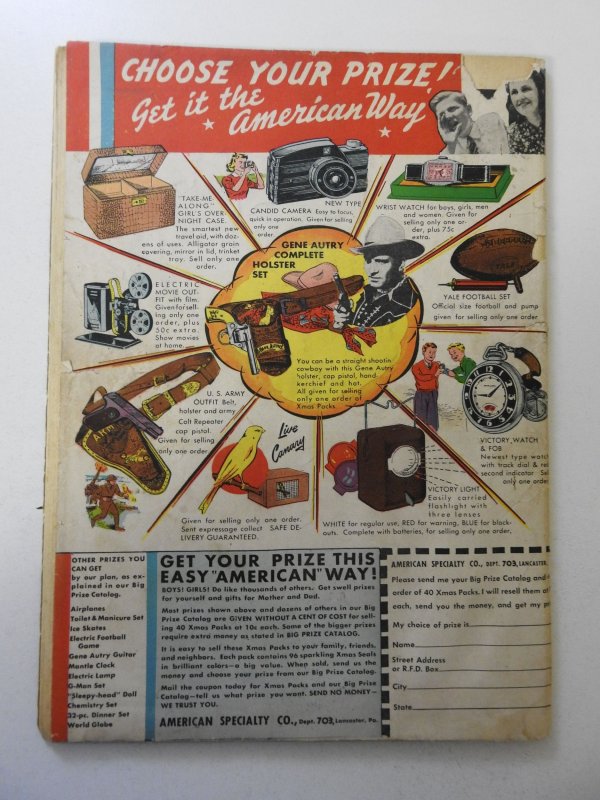 CHOOSE YOUR PRIZE!
Get it the
American Way
"TAKE-ME-
ALONG"
GIRL'S OVER-
NIGHT CASE.
The smartest new
travel aid, with doz-
ens of uses. Alligator grain
covering, mirror in lid, trinket
tray. Sell only one
order.
NEW TYPE
CANDID CAMERA Easy to focus,
quick in operation. Given for selling
only one
order.
WRIST WATCH for boys, girls, men
and women. Given for
selling only one or-
der, plus 75c
extra.
GENE AUTRY
COMPLETE
HOLSTER
SET
You can be a straight shootin'
cowboy with this Gene Autry
holster, cap pistol, hand-
kerchief and hat.
All given for selling
only one order of
Xmas Packs.
ELECTRIC
MOVIE OUT-
FIT with film.
Given for sell-
ing only one
order, plus
50c extra.
Show movies
at home.
YALE
YALE FOOTBALL SET
Official size football and pump
given for selling only one order
U. S. ARMY
OUTFIT Belt,
holster and army
Colt Repeater
cap pistol.
Given for selling
only one order.
ARMY
Live
Canary
Given for selling only one order.
Sent expressage collect SAFE DE-
LIVERY GUARANTEED.
VICTORY LIGHT
Easily carried
flashlight with
three lenses
WHITE for regular use, RED for warning, BLUE for black-
outs. Complete with batteries, for selling only one order.
VICTORY WATCH
& FOB
Newest type watch
with track dial &
second indicator
only one order
OTHER PRIZES YOU
CAN GET
by our plan, as ex-
plained in our Big
Prize Catalog.
Airplanes
Toilet & Manicure Set
Ice Skates
Electric Football
Game
Gene Autry Guitar
Mantle Clock
Electric Lamp
G-Man Set
"Sleepy-head" Doll
Chemistry Set
32-pc. Dinner Set
World Globe
GET YOUR PRIZE THIS
EASY "AMERICAN" WAY!
BOYS! GIRLS! Do like thousands of others. Get swell prizes
for yourself and gifts for Mother and Dad.
Most prizes shown above and dozens of others in our Big
Prize Catalog are GIVEN WITHOUT A CENT OF COST for sell-
ing 40 Xmas Packs at 10c each. Some of the bigger prizes
require extra money as stated in BIG PRIZE CATALOG.
It is easy to sell these Xmas Packs to your family, friends,
and neighbors. Each pack contains 96 sparkling Xmas Seals
in brilliant colors—a big value. When sold, send us the
money and choose your prize from our Big Prize Catalog.
Mail the coupon today for Xmas Packs and our Big Prize
Catalog—tell us what prize you want. SEND NO MONEY—
WE TRUST YOU.
AMERICAN SPECIALTY CO., Dept. 703, Lancaster, Pa.
AMERICAN SPECIALTY CO., DEPT. 703, LANCASTER,
Please send me your Big Prize Catalog and
order of 40 Xmas Packs. I will resell them at
each, send you the money, and get my
My choice of prize is
Name
Street Address
or R.F.D. Box
City
State